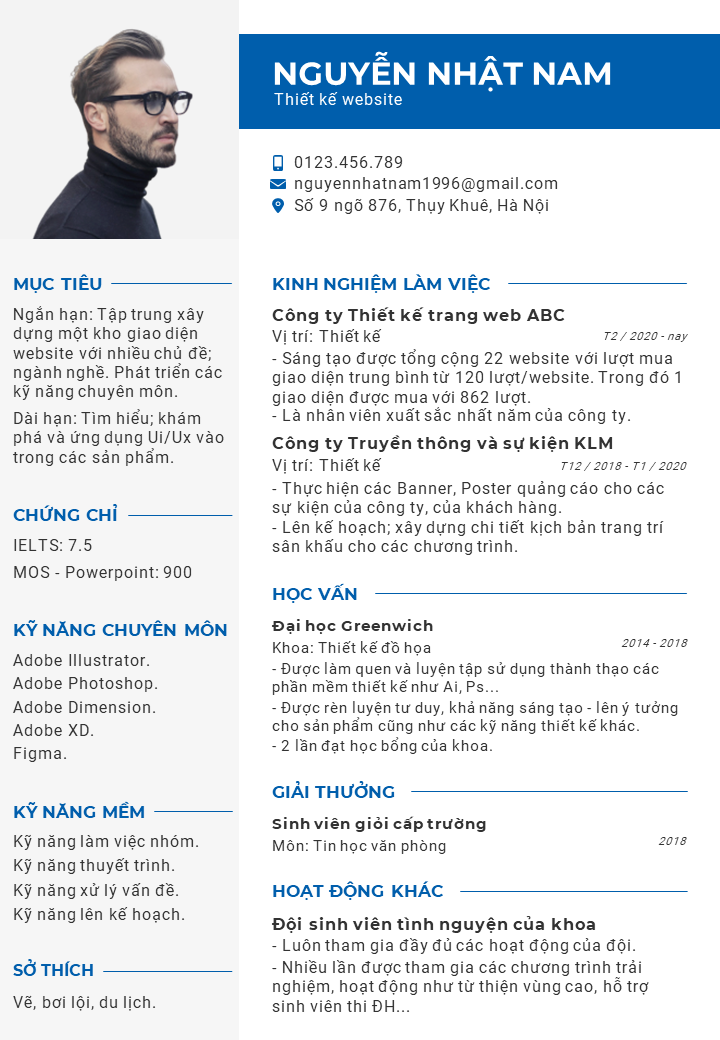 NGUYỄN NHẬT NAM
Thiết kế website
0123.456.789
nguyennhatnam1996@gmail.com
Số 9 ngõ 876, Thụy Khuê, Hà Nội
MỤC TIÊU
Ngắn hạn: Tập trung xây
dựng một kho giao diện
website với nhiều chủ đề;
ngành nghề. Phát triển các
kỹ năng chuyên môn.
Dài hạn: Tìm hiểu; khám
phá và ứng dụng Ui/Ux vào
trong các sản phẩm.
CHỨNG CHỈ
IELTS: 7.5
MOS - Powerpoint: 900
KỸ NĂNG CHUYÊN MÔN
Adobe Illustrator.
Adobe Photoshop.
Adobe Dimension.
Adobe XD.
Figma.
KỸ NĂNG MỀM
Kỹ năng làm việc nhóm.
Kỹ năng thuyết trình.
Kỹ năng xử lý vấn đề.
Kỹ năng lên kế hoạch.
SỞ THÍCH
Vẽ, bơi lội, du lịch.
KINH NGHIỆM LÀM VIỆC
Công ty Thiết kế trang web ABC
Vị trí: Thiết kế
T2 / 2020 - nay
- Sáng tạo được tổng cộng 22 website với lượt mua
giao diện trung bình từ 120 lượt/website. Trong đó 1
giao diện được mua với 862 lượt.
- Là nhân viên xuất sắc nhất năm của công ty.
Công ty Truyền thông và sự kiện KLM
Vị trí: Thiết kế
T12 / 2018 - T1 / 2020
- Thực hiện các Banner, Poster quảng cáo cho các
sự kiện của công ty, của khách hàng.
- Lên kế hoạch; xây dựng chi tiết kịch bản trang trí
sân khấu cho các chương trình.
HỌC VẤN
Đại học Greenwich
Khoa: Thiết kế đồ họa
2014 - 2018
- Được làm quen và luyện tập sử dụng thành thạo các
phần mềm thiết kế như Ai, Ps...
- Được rèn luyện tư duy, khả năng sáng tạo - lên ý tưởng
cho sản phẩm cũng như các kỹ năng thiết kế khác.
- 2 lần đạt học bổng của khoa.
GIẢI THƯỞNG
Sinh viên giỏi cấp trường
Môn: Tin học văn phòng
2018
HOẠT ĐỘNG KHÁC
Đội sinh viên tình nguyện của khoa
- Luôn tham gia đầy đủ các hoạt động của đội.
- Nhiều lần được tham gia các chương trình trải
nghiệm, hoạt động như từ thiện vùng cao, hỗ trợ
sinh viên thi ĐH...